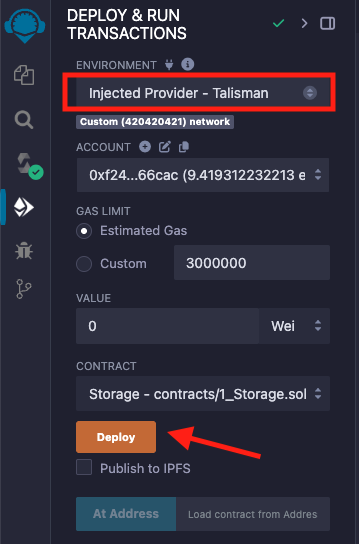 DEPLOY & RUN
TRANSACTIONS
ENVIRONMENT
Injected Provider - Talisman
Custom (420420421) network
ACCOUNT
0xf24...66cac (9.419312232213 e
GAS LIMIT
Estimated Gas
Custom
3000000
VALUE
0
Wei
CONTRACT
Storage - contracts/1_Storage.sol
Deploy
Publish to IPFS
At Address
Load contract from Addres